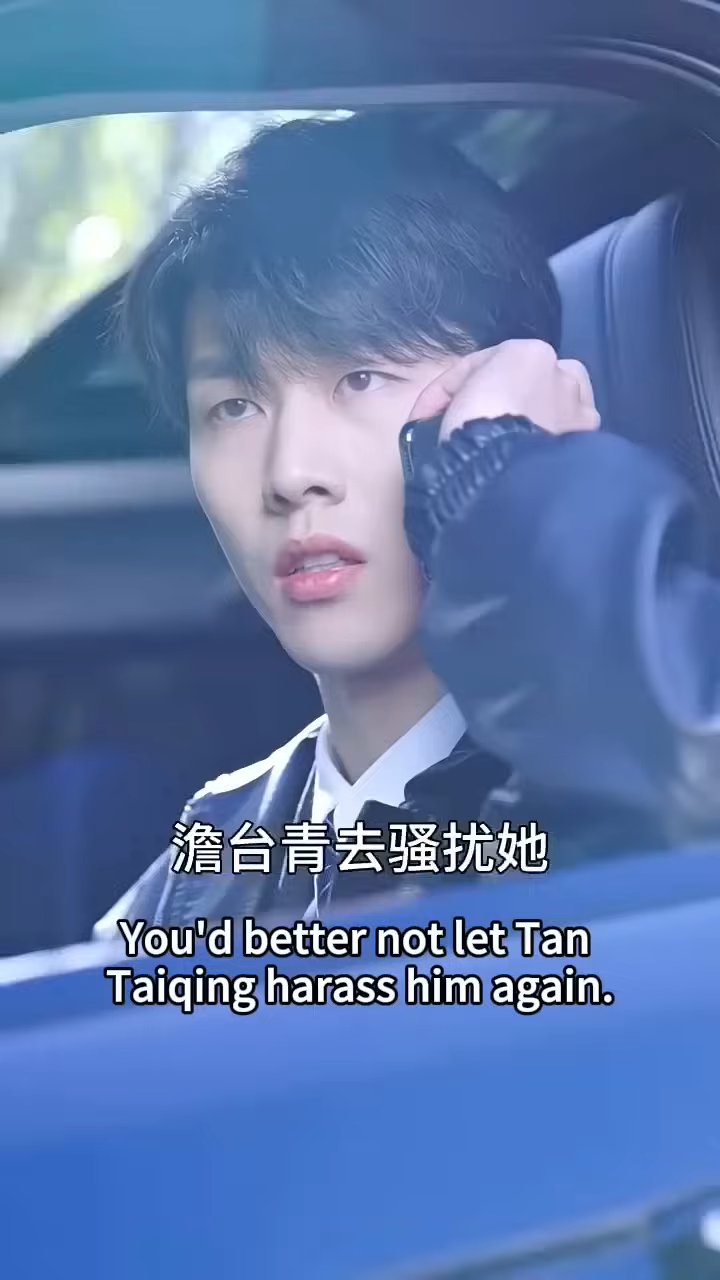 澹台青去骚扰她
You'd better not let Tan
Taiqing harass him again.